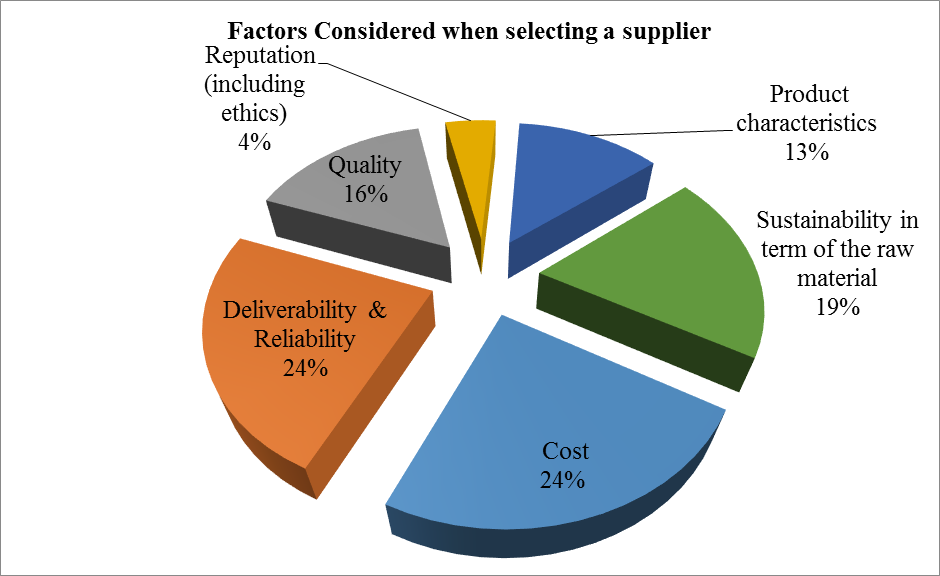 Factors Considered when selecting a supplier
Reputation
(including
ethics)
4%
Product
characteristics
13%
Quality
16%
Sustainability in
term of the raw
material
19%
Deliverability &
Reliability
24%
Cost
24%